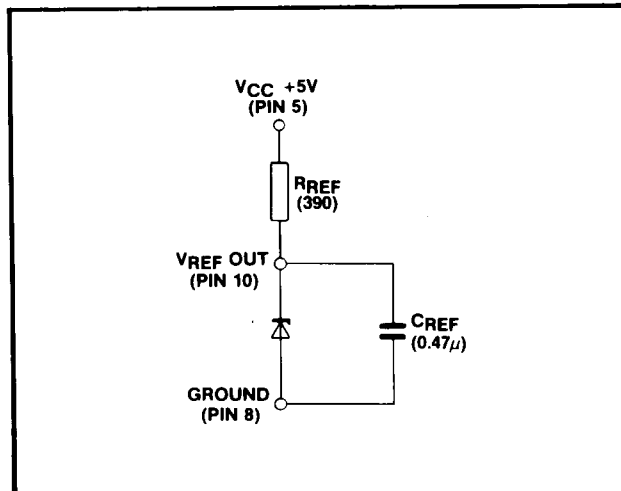 VCC +5V
(PIN 5)
RREF
(390)
VREF OUT
(PIN 10)
CREF
(0.47μ)
GROUND
(PIN 8)